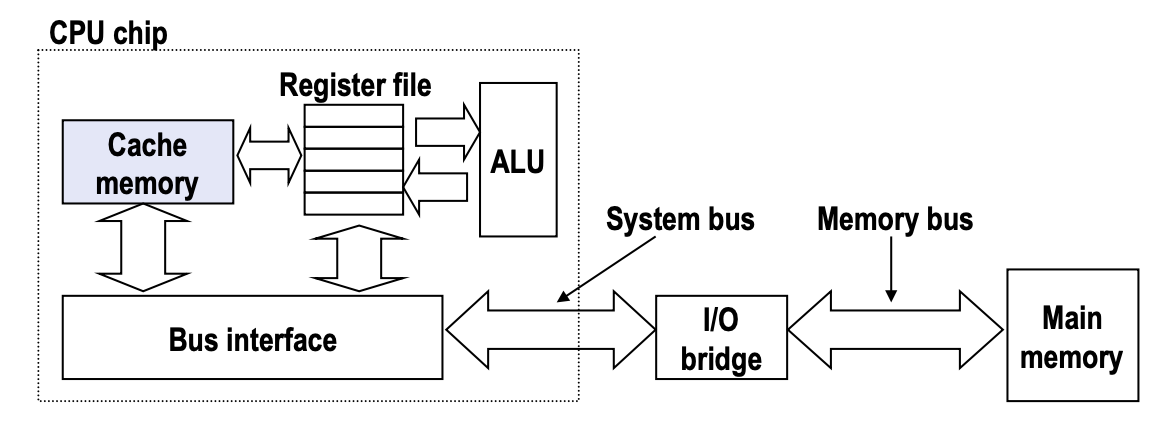 CPU chip
Register file
Cache
memory
ALU
System bus
Memory bus
Bus interface
I/O
bridge
Main
memory